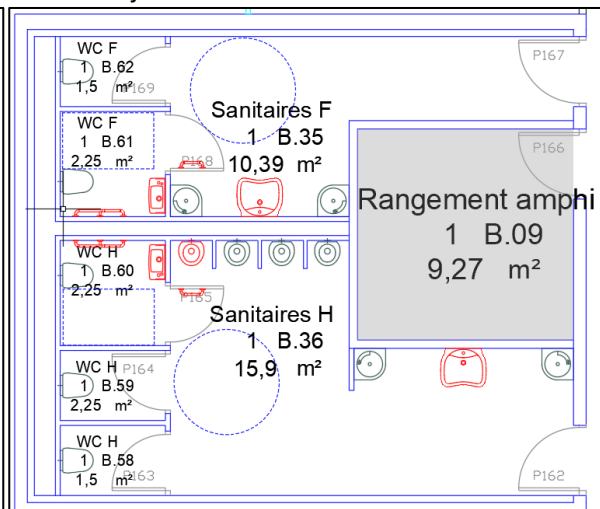 WC F
1 B.62
1,5 m²
P169
P167
WC F
1 B.61
2,25 m²
P168
Sanitaires F
1 B.35
10,39 m²
P166
Rangement amphi
1 B.09
9,27 m²
WC H
1 B.60
2,25 m²
P165
Sanitaires H
1 B.36
15,9 m²
WC H
1 B.59
2,25 m²
P164
WC H
1 B.58
1,5 m²
P163
P162